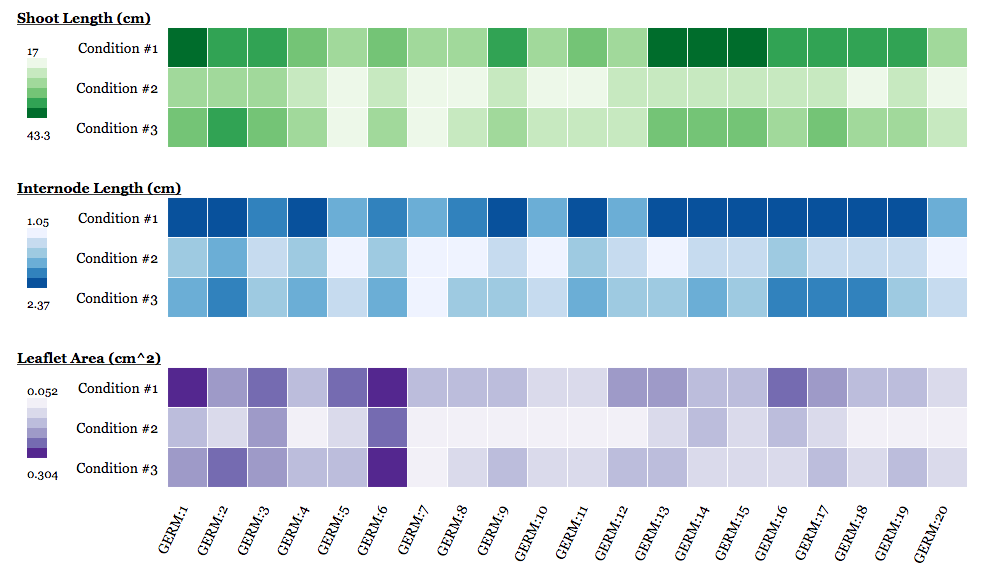 Shoot Length (cm)
17
Condition #1
Condition #2
Condition #3
43.3
Internode Length (cm)
1.05
Condition #1
Condition #2
Condition #3
2.37
Leaflet Area (cm^2)
0.052
Condition #1
Condition #2
Condition #3
0.304
GERM:1
GERM:2
GERM:3
GERM:4
GERM:5
GERM:6
GERM:7
GERM:8
GERM:9
GERM:10
GERM:11
GERM:12
GERM:13
GERM:14
GERM:15
GERM:16
GERM:17
GERM:18
GERM:19
GERM:20